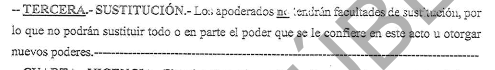 -- TERCERA.- SUSTITUCIÓN.- Los apoderados no tendrán facultades de sustitución, por
lo que no podrán sustituir todo o en parte el poder que se le confiere en este acto u otorgar
nuevos poderes.------------------------------------------------------------